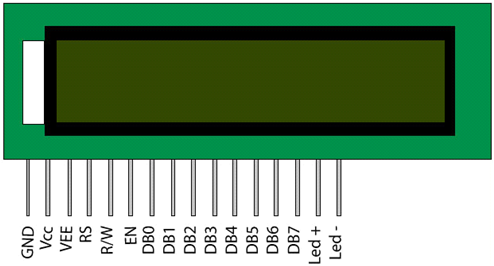 GND
Vcc
VEE
RS
R/W
EN
DB0
DB1
DB2
DB3
DB4
DB5
DB6
DB7
Led +
Led -